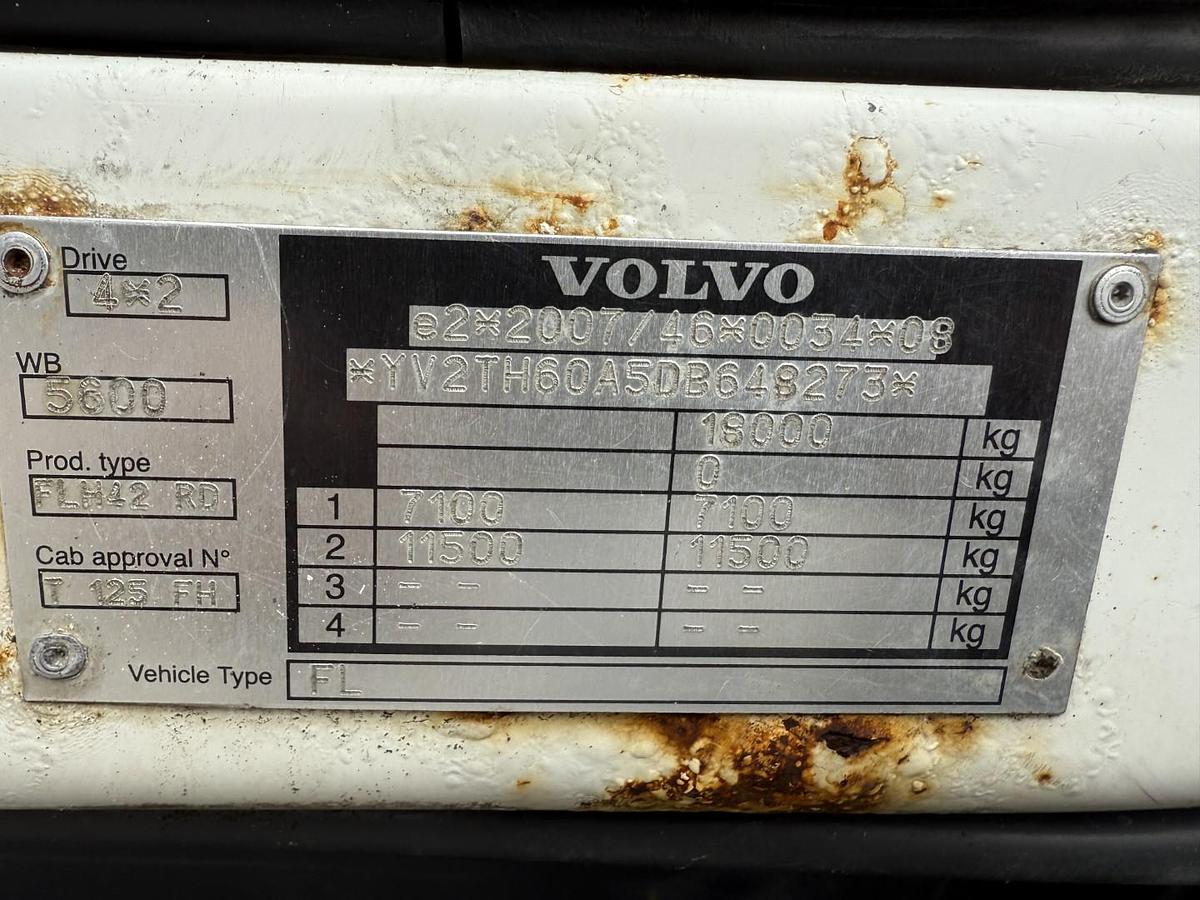 VOLVO
Drive
4*2
e2*2007/46*0034*08
*YV2TH60A5DB648273*
WB
5600
18000 kg
0 kg
Prod. type
FLH42 RD
1 7100 7100 kg
2 11500 11500 kg
Cab approval N°
T 125 FH
3 -- -- kg
4 -- -- kg
Vehicle Type FL